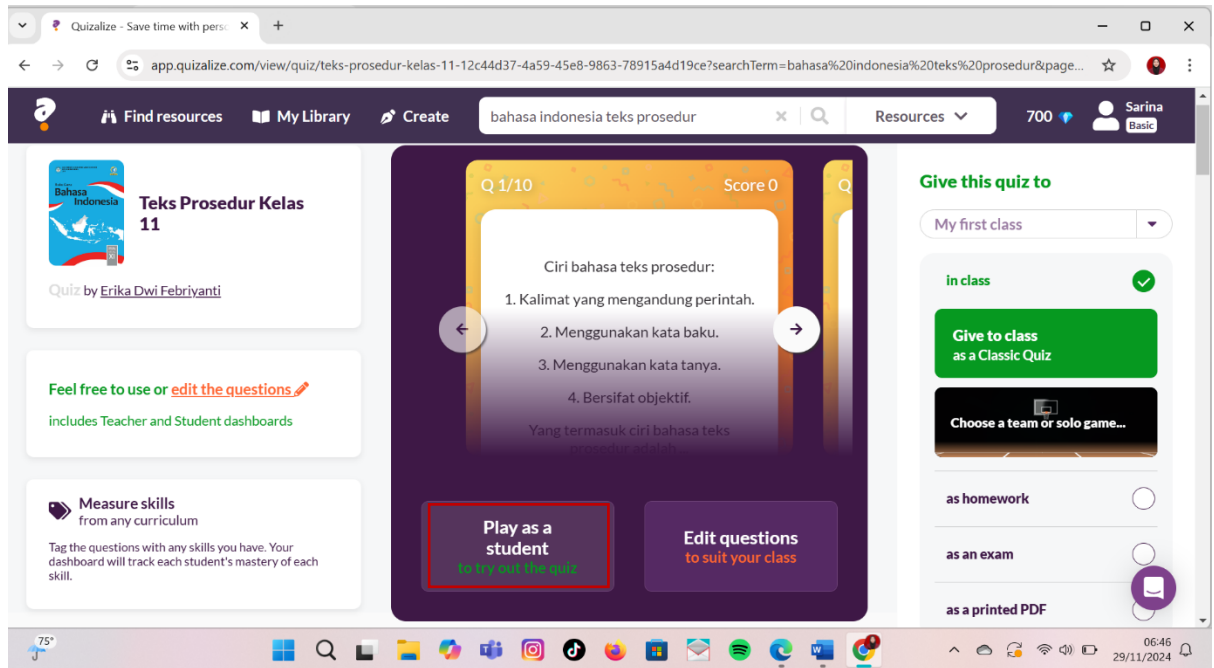 Quizalize - Save time with perso
app.quizalize.com/view/quiz/teks-prosedur-kelas-11-12c44d37-4a59-45e8-9863-78915a4d19ce?searchTerm=bahasa%20indonesia%20teks%20prosedur&page...
Find resources
My Library
Create
bahasa indonesia teks prosedur
Resources
700
Sarina
Basic
Bahasa
Indonesia
Teks Prosedur Kelas
11
Quiz by Erika Dwi Febriyanti
Feel free to use or edit the questions
includes Teacher and Student dashboards
Measure skills
from any curriculum
Tag the questions with any skills you have. Your
dashboard will track each student's mastery of each
skill.
Q 1/10
Score 0
Q
Ciri bahasa teks prosedur:
1. Kalimat yang mengandung perintah.
2. Menggunakan kata baku.
3. Menggunakan kata tanya.
4. Bersifat objektif.
Yang termasuk ciri bahasa teks
prosedur adalah
Play as a
student
to try out the quiz
Edit questions
to suit your class
Give this quiz to
My first class
in class
Give to class
as a Classic Quiz
Choose a team or solo game...
as homework
as an exam
as a printed PDF
75°
06:46
29/11/2024